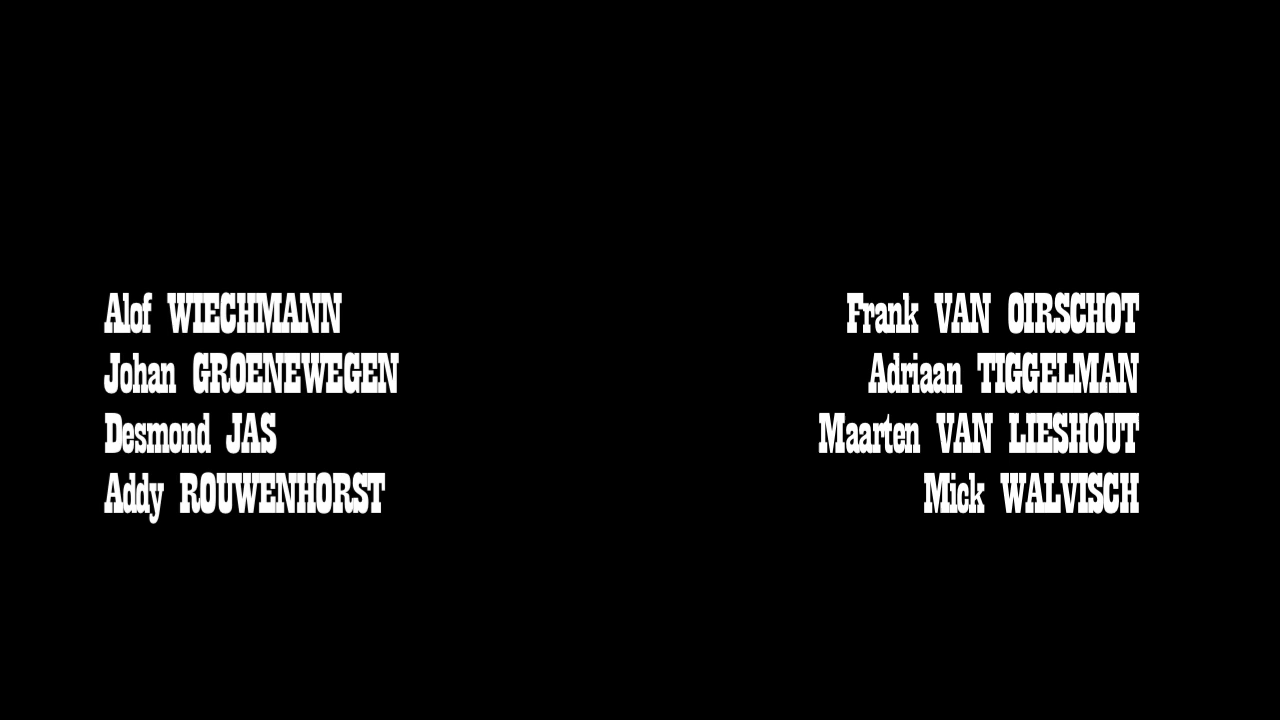 Alof WIECHMANN
Johan GROENEWEGEN
Desmond JAS
Addy ROUWENHORST
Frank VAN OIRSCHOT
Adriaan TIGGELMAN
Maarten VAN LIESHOUT
Mick WALVISCH